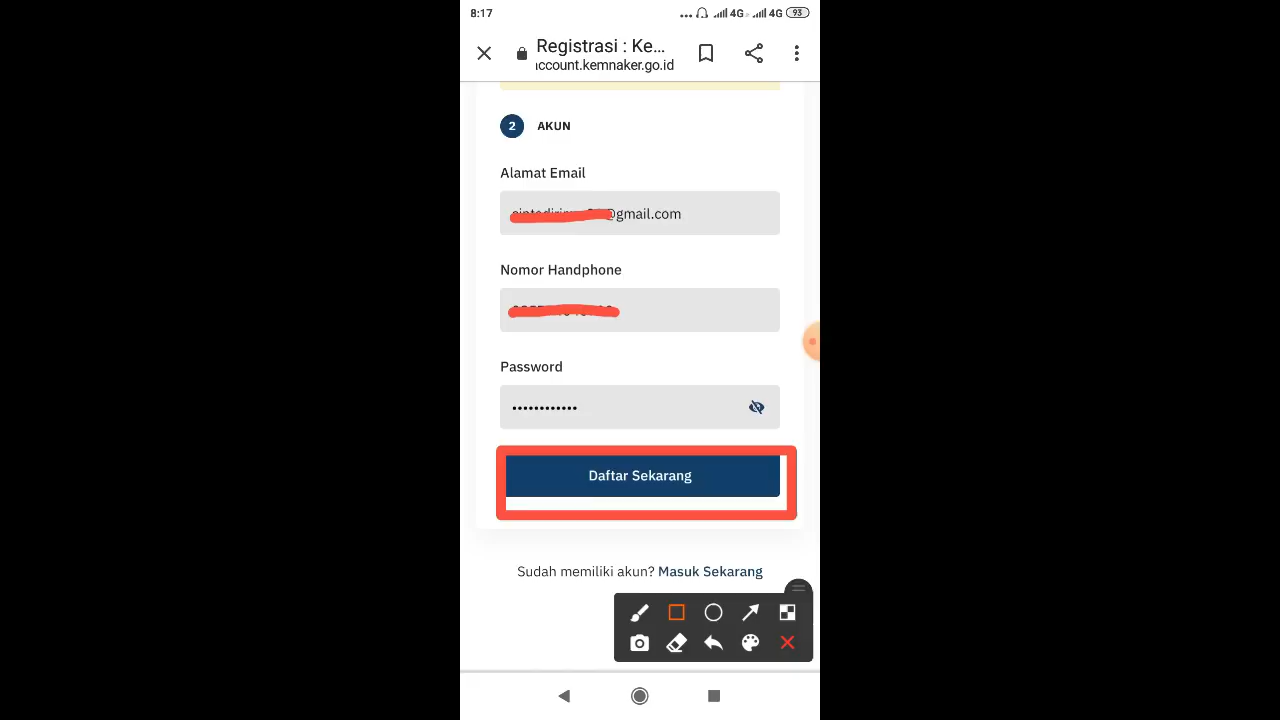 8:17
4G 4G 93
Registrasi : Ke...
account.kemnaker.go.id
2 AKUN
Alamat Email
@gmail.com
Nomor Handphone
Password
••••••••••••
Daftar Sekarang
Sudah memiliki akun? Masuk Sekarang